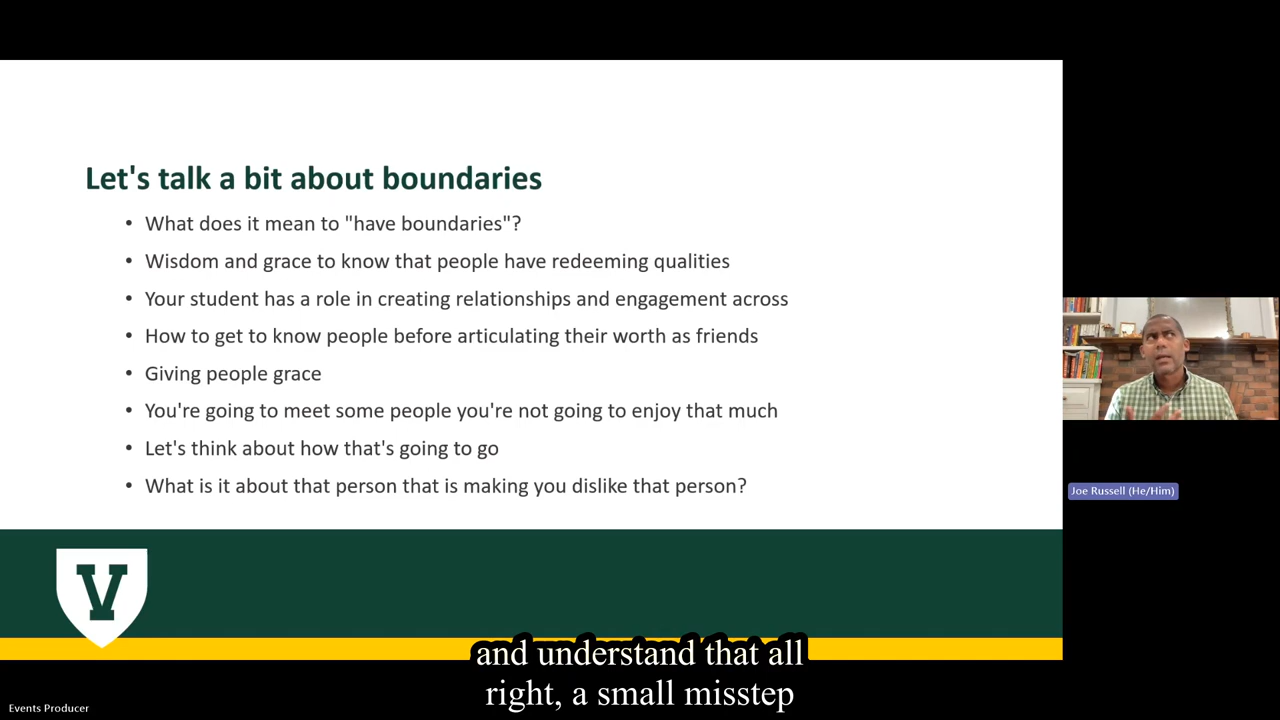 Let's talk a bit about boundaries
• What does it mean to "have boundaries"?
• Wisdom and grace to know that people have redeeming qualities
• Your student has a role in creating relationships and engagement across
• How to get to know people before articulating their worth as friends
• Giving people grace
• You're going to meet some people you're not going to enjoy that much
• Let's think about how that's going to go
• What is it about that person that is making you dislike that person?
Joe Russell (He/Him)
V
and understand that all
right, a small misstep
Events Producer